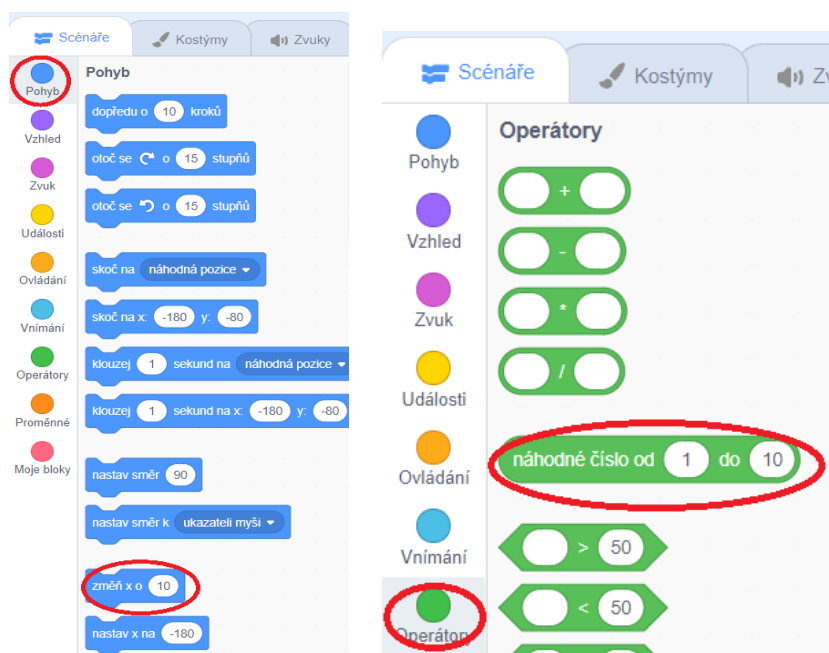 Scénáře Kostýmy Zvuky
Pohyb
Pohyb
dopředu o 10 kroků
Vzhled
otoč se o 15 stupňů
Zvuk
otoč se o 15 stupňů
Události
Ovládání
skoč na náhodná pozice
Vnímání
skoč na x: -180 y: -80
Operátory
klouzej 1 sekund na náhodná pozice
Proměnné
klouzej 1 sekund na x: -180 y: -80
Moje bloky
nastav směr 90
nastav směr k ukazateli myši
změň x o 10
nastav x na -180
Scénáře Kostýmy
Operátory
Pohyb
+
Vzhled
-
Zvuk
*
Události
/
Ovládání
náhodné číslo od 1 do 10
Vnímání
> 50
Operátory
< 50